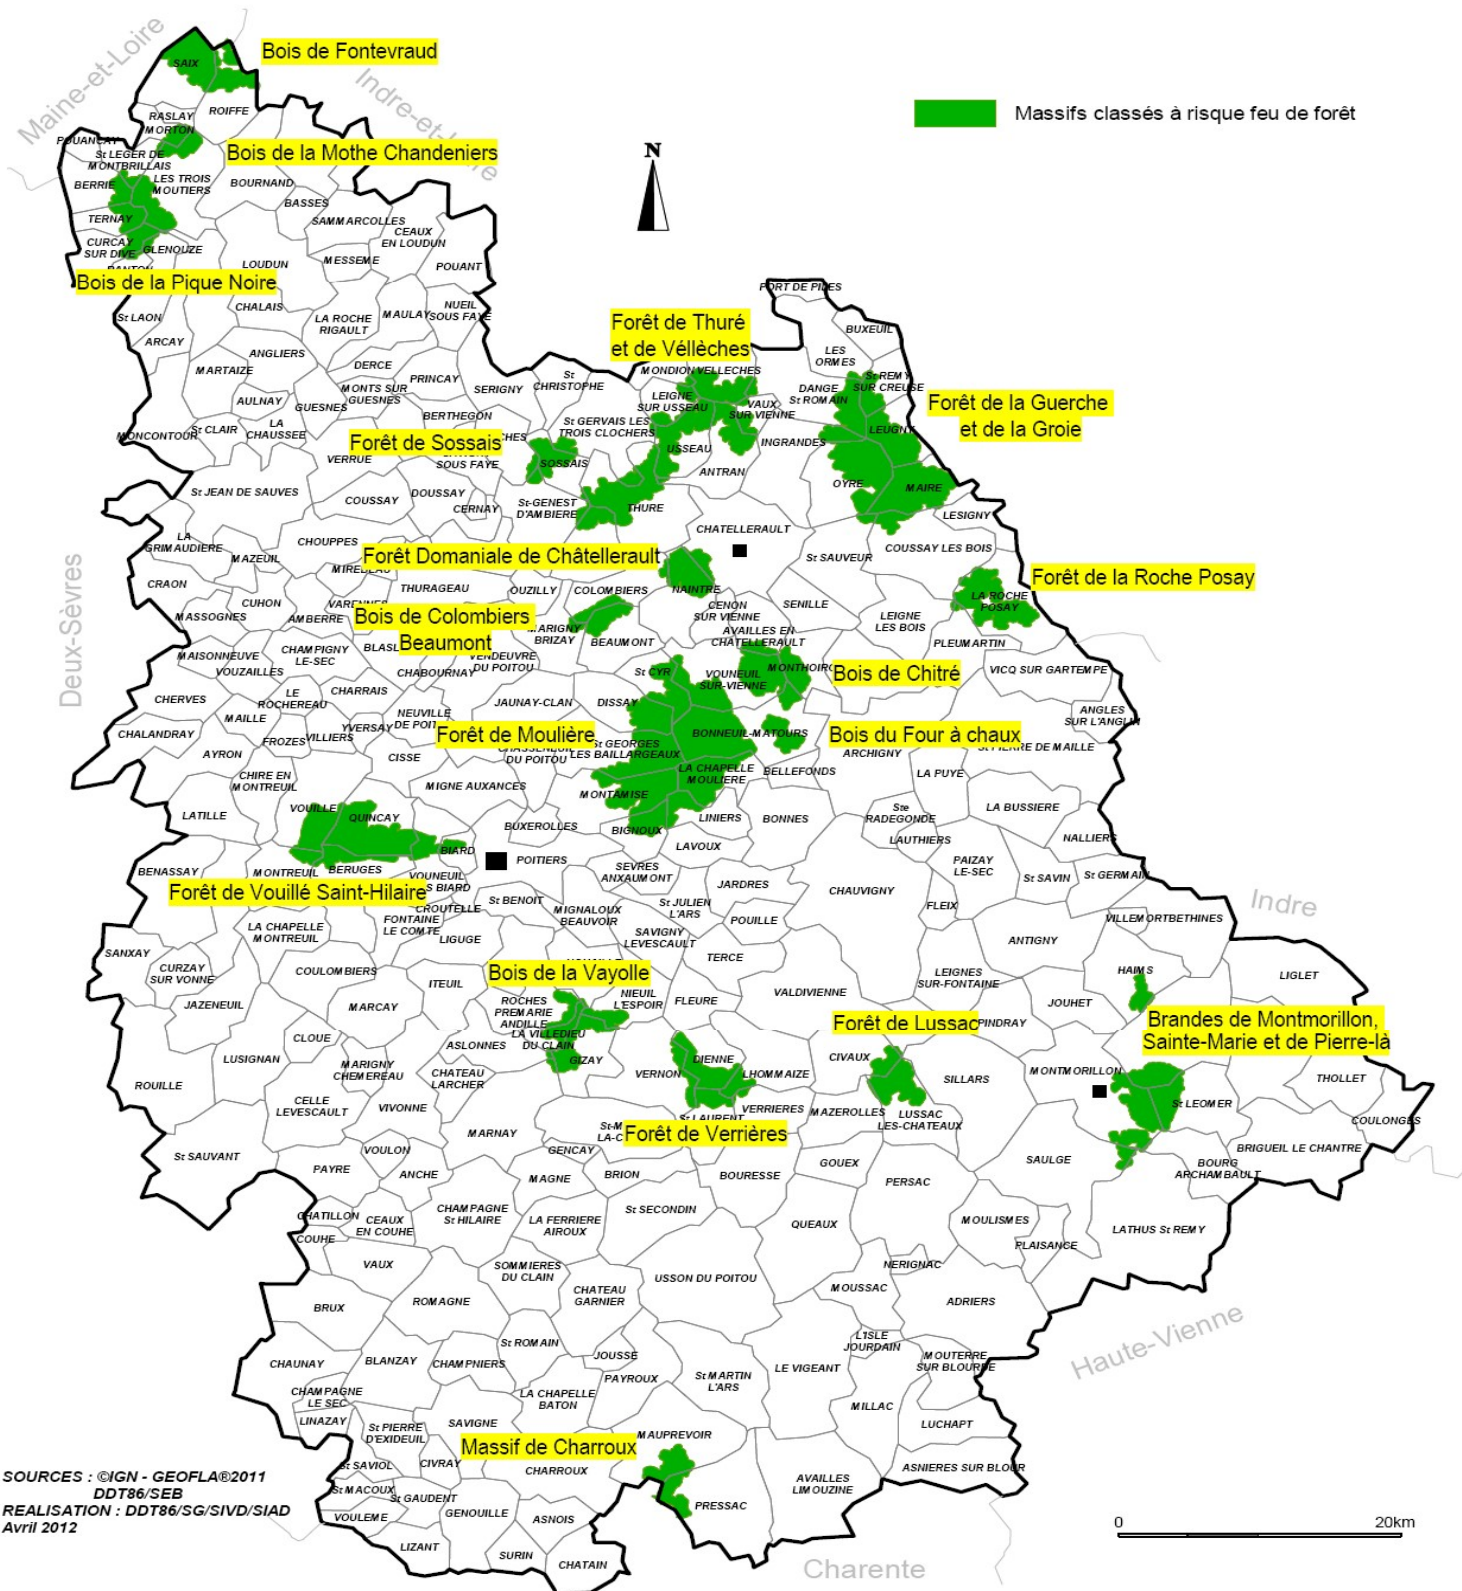 Maine-et-Loire
Bois de Fontevraud
SAIX
Indre-et-L
RASLAY
ROIFFE
MORTON
Massifs classés à risque feu de forêt
N
St LEGER DE
MONTBRILLAIS
Bois de la Mothe Chandeniers
BERRIE
LES TROIS
MOUTIERS
BOURNAND
BASSES
TERNAY
SAMMARCOLLES
CEAUX
EN LOUDUN
CURCAY
SUR DIVE
GLENOUZE
LOUDUN
MESSEME
POUANT
Bois de la Pique Noire
PORT DE PILES
St LAON
CHALAIS
LA ROCHE
RIGAULT
MAULAY
NUEIL
SOUS FAYE
Forêt de Thuré
et de Véllèches
BUXEUIL
ARCAY
ANGLIERS
LES
ORMES
MARTAIZE
DERCE
PRINCAY
SERIGNY
St
CHRISTOPHE
MONDION
VELLECHES
St REMY
SUR CREUSE
AULNAY
MONTS SUR
GUESNES
GUESNES
LEIGNE
SUR USSEAU
VAUX
SUR VIENNE
DANGE
St ROMAIN
Forêt de la Guerche
et de la Groie
MONCONTOUR
St CLAIR
LA
CHAUSSEE
BERTHEGON
St GERVAIS LES
TROIS CLOCHERS
INGRANDES
LEUGNY
Forêt de Sossais
CHES
SOUS FAYE
VERRUE
SOSSAIS
USSEAU
ANTRAN
OYRE
MAIRE
St JEAN DE SAUVES
COUSSAY
DOUSSAY
CERNAY
St-GENEST
D'AMBIERE
THURE
LESIGNY
CHATELLERAULT
LA
GRIMAUDIERE
MAZEUIL
CHOUPPES
Forêt Domaniale de Châtellerault
St SAUVEUR
COUSSAY LES BOIS
Deux-Sèvres
CRAON
THURAGEAU
OUZILLY
COLOMBIERS
NAINTRE
Forêt de la Roche Posay
LA ROCHE
POSAY
MASSOGNES
CUHON
AMBERRE
Bois de Colombiers
Beaumont
MARIGNY
BRIZAY
BEAUMONT
CENON
SUR VIENNE
SENILLE
LEIGNE
LES BOIS
AVAILLES EN
CHATELLERAULT
PLEUMARTIN
MAISONNEUVE
VOUZAILLES
CHAMPIGNY
LE-SEC
BLASL
CHABOURNAY
VENDEUVRE
DU POITOU
St CYR
VOUNEUIL
SUR-VIENNE
MONTHOIRO
Bois de Chitré
VICQ SUR GARTEMPE
CHERVES
LE
ROCHEREAU
CHARRAIS
JAUNAY-CLAN
DISSAY
MAILLE
YVERSAY
NEUVILLE
DE POIT
ANGLES
SUR L'ANGLIN
CHALANDRAY
FROZES
VILLIERS
Forêt de Moulière
BONNEUIL-MATOURS
Bois du Four à chaux
St PIERRE DE MAILLE
AYRON
CISSE
CHASSENEUIL
DU POITOU
St GEORGES
LES BAILLARGEAUX
ARCHIGNY
CHIRE EN
MONTREUIL
MIGNE AUXANCES
LA CHAPELLE
MOULIERE
BELLEFONDS
LA PUYE
MONTAMISE
LATILLE
VOUILLE
QUINCAY
BUXEROLLES
BIGNOUX
LINIERS
BONNES
Ste
RADEGONDE
LA BUSSIERE
LAUTHIERS
NALLIERS
BIARD
POITIERS
LAVOUX
BENASSAY
MONTREUIL
BERUGES
VOUNEUIL
S BIARD
SEVRES
ANXAUMONT
JARDRES
CHAUVIGNY
PAIZAY
LE-SEC
St SAVIN
St GERMAIN
Forêt de Vouillé Saint-Hilaire
CROUTELLE
St BENOIT
MIGNALOUX
BEAUVOIR
St JULIEN
L'ARS
POUILLE
FLEIX
Indre
VILLEMORT
BETHINES
LA CHAPELLE
MONTREUIL
FONTAINE
LE COMTE
LIGUGE
SAVIGNY
LEVESCAULT
ANTIGNY
SANXAY
CURZAY
SUR VONNE
COULOMBIERS
TERCE
Bois de la Vayolle
LEIGNES
SUR-FONTAINE
HAIMS
LIGLET
JAZENEUIL
MARCAY
ITEUIL
ROCHES
PREMARIE
ANDILLE
NIEUIL
L'ESPOIR
FLEURE
VALDIVIENNE
JOUHET
Forêt de Lussac
PINDRAY
Brandes de Montmorillon,
Sainte-Marie et de Pierre-là
CLOUE
ASLONNES
LA VILLEDIEU
DU CLAIN
GIZAY
LUSIGNAN
MARIGNY
CHEMEREAU
CHATEAU
LARCHER
VERNON
DIENNE
LHOMMAIZE
CIVAUX
SILLARS
MONTMORILLON
THOLLET
ROUILLE
CELLE
LEVESCAULT
VIVONNE
VERRIERES
MAZEROLLES
LUSSAC
LES-CHATEAUX
St LEOMER
COULONGES
MARNAY
St-M
LA-C
St LAURENT
Forêt de Verrières
St SAUVANT
VOULON
GENCAY
BRIGUEIL LE CHANTRE
PAYRE
ANCHE
MAGNE
BRION
BOURESSE
GOUEX
PERSAC
SAULGE
BOURG
ARCHAMBAULT
CHATILLON
COUHE
CEAUX
EN COUHE
CHAMPAGNE
St HILAIRE
LA FERRIERE
AIROUX
St SECONDIN
QUEAUX
MOULISMES
PLAISANCE
LATHUS St REMY
VAUX
SOMMIERES
DU CLAIN
CHATEAU
GARNIER
USSON DU POITOU
MOUSSAC
NERIGNAC
BRUX
ROMAGNE
ADRIERS
Haute-Vienne
St ROMAIN
JOUSSE
L'ISLE
JOURDAIN
CHAUNAY
BLANZAY
CHAMPNIERS
PAYROUX
St MARTIN
L'ARS
LE VIGEANT
MOUTERRE
SUR BLOURDE
CHAMPAGNE
LE SEC
LA CHAPELLE
BATON
MILLAC
LINAZAY
St PIERRE
D'EXIDEUIL
SAVIGNE
LUCHAPT
MAUPREVOIR
Massif de Charroux
St SAVIOL
CIVRAY
CHARROUX
ASNIERES SUR BLOUR
SOURCES : ©IGN - GEOFLA®2011
DDT86/SEB
REALISATION : DDT86/SG/SIVD/SIAD
Avril 2012
St MACOUX
St GAUDENT
AVAILLES
LIMOUZINE
PRESSAC
VOULEME
GENOUILLE
ASNOIS
0 20km
LIZANT
SURIN
CHATAIN
Charente